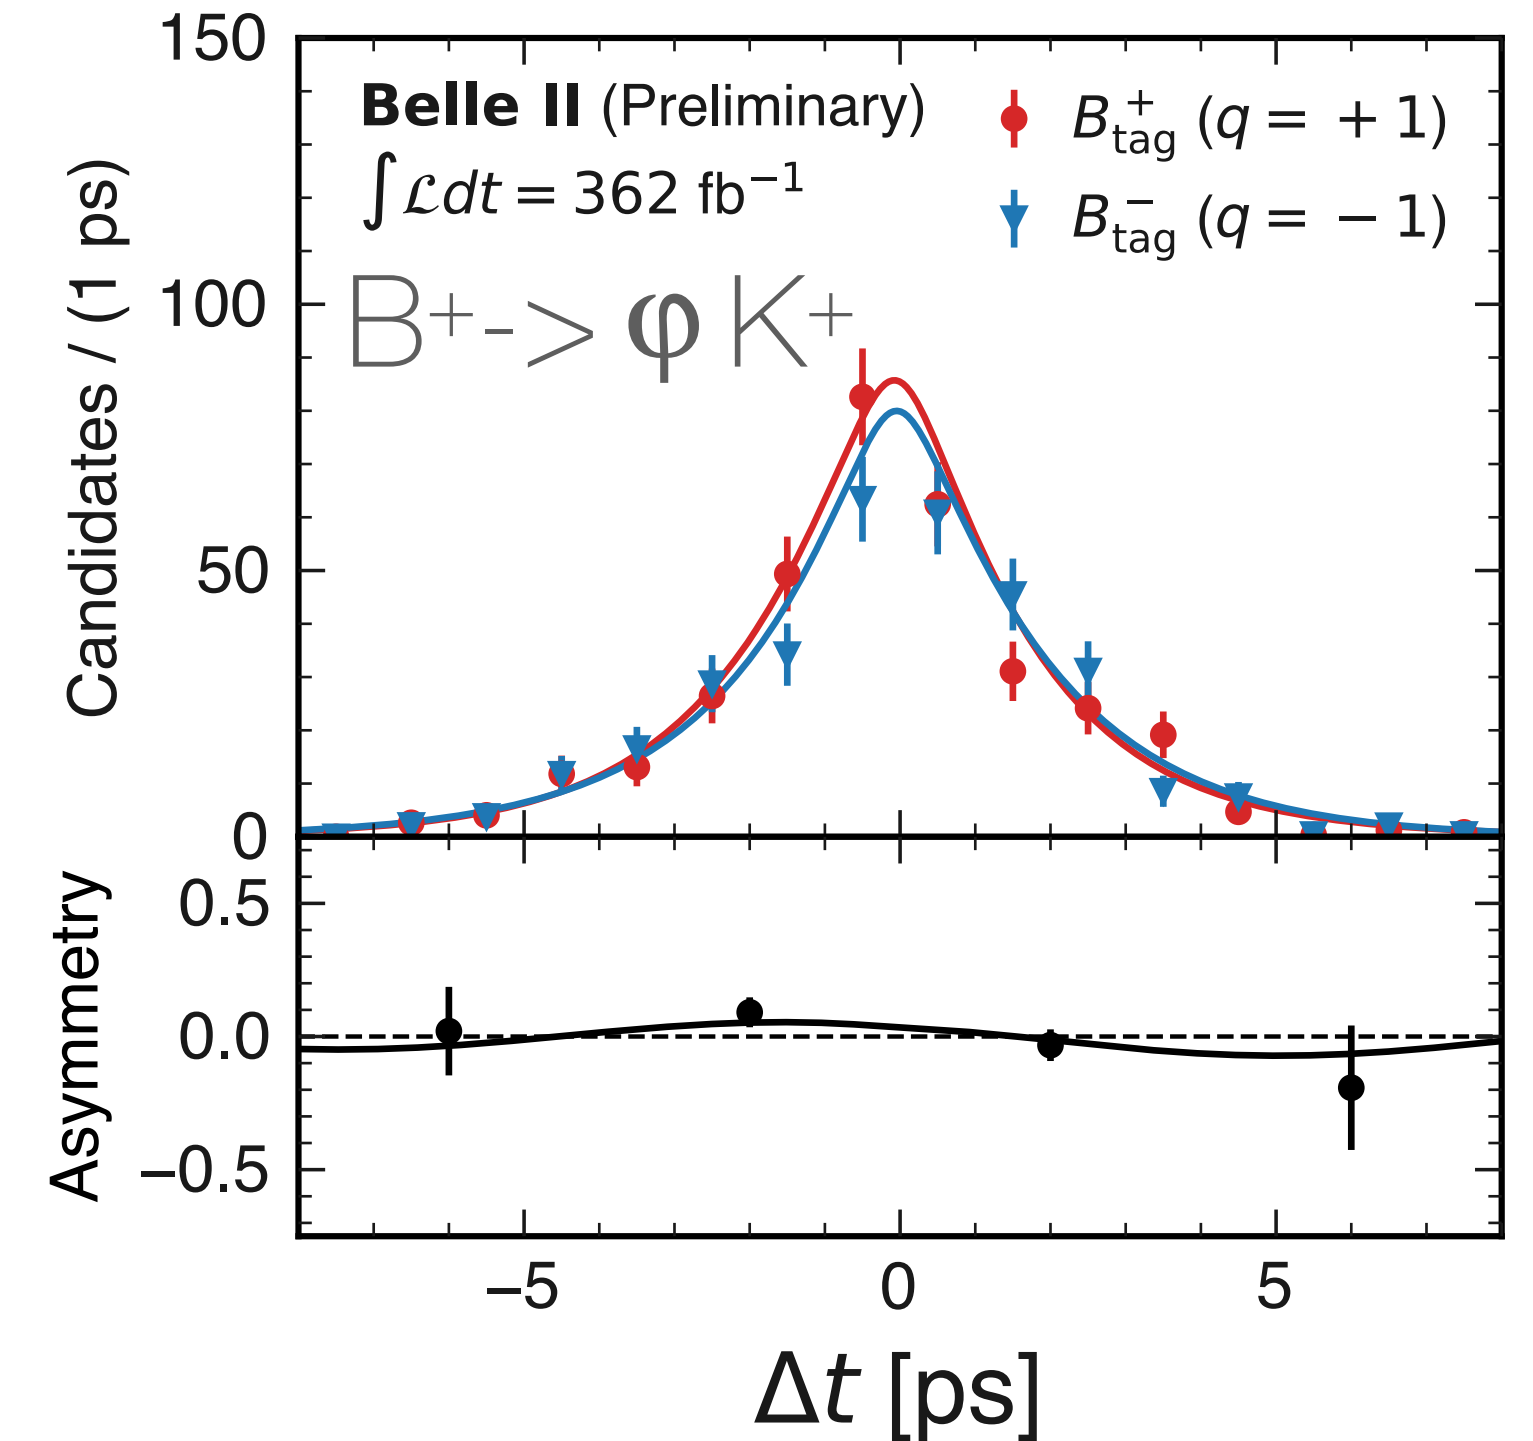 150
Belle II (Preliminary)
∫ℒdt = 362 fb⁻¹
B⁺tag (q = +1)
B⁻tag (q = −1)
B+-> φ K+
Candidates / (1 ps)
100
50
0
Asymmetry
0.5
0.0
−0.5
−5
0
5
Δt [ps]